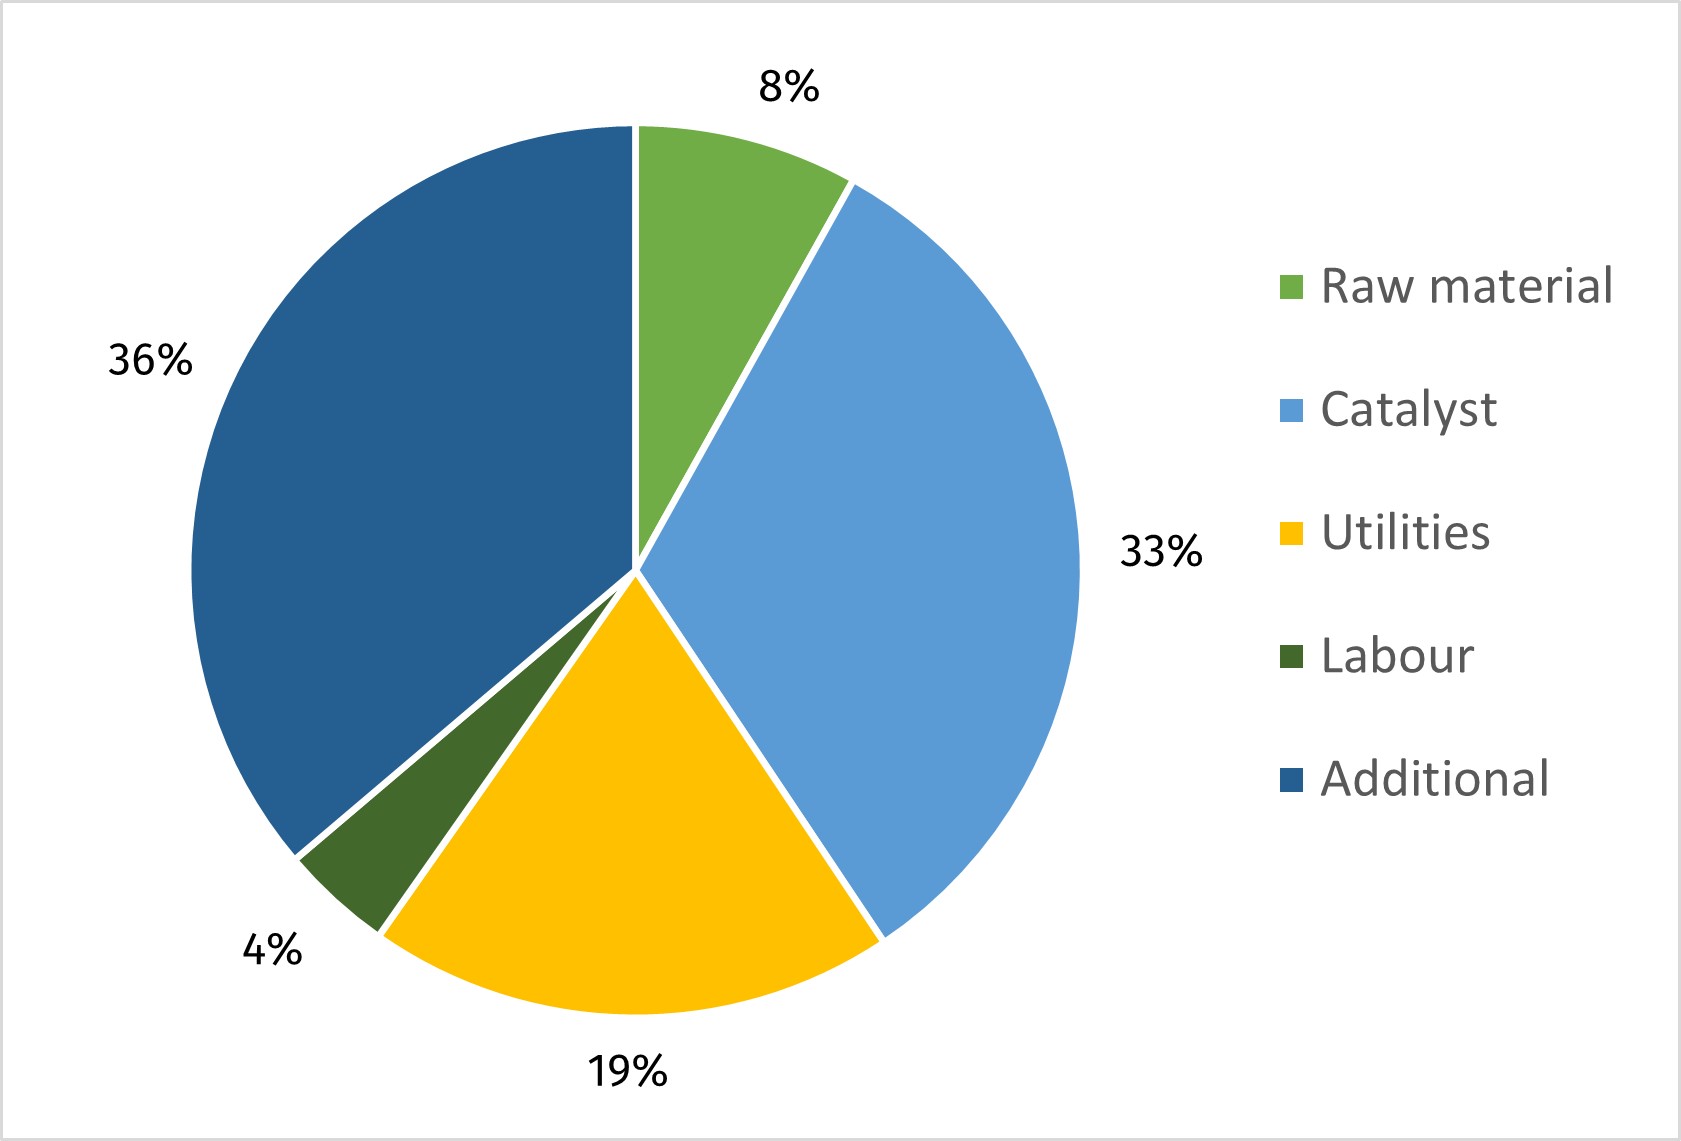 8%
33%
19%
4%
36%
Raw material
Catalyst
Utilities
Labour
Additional